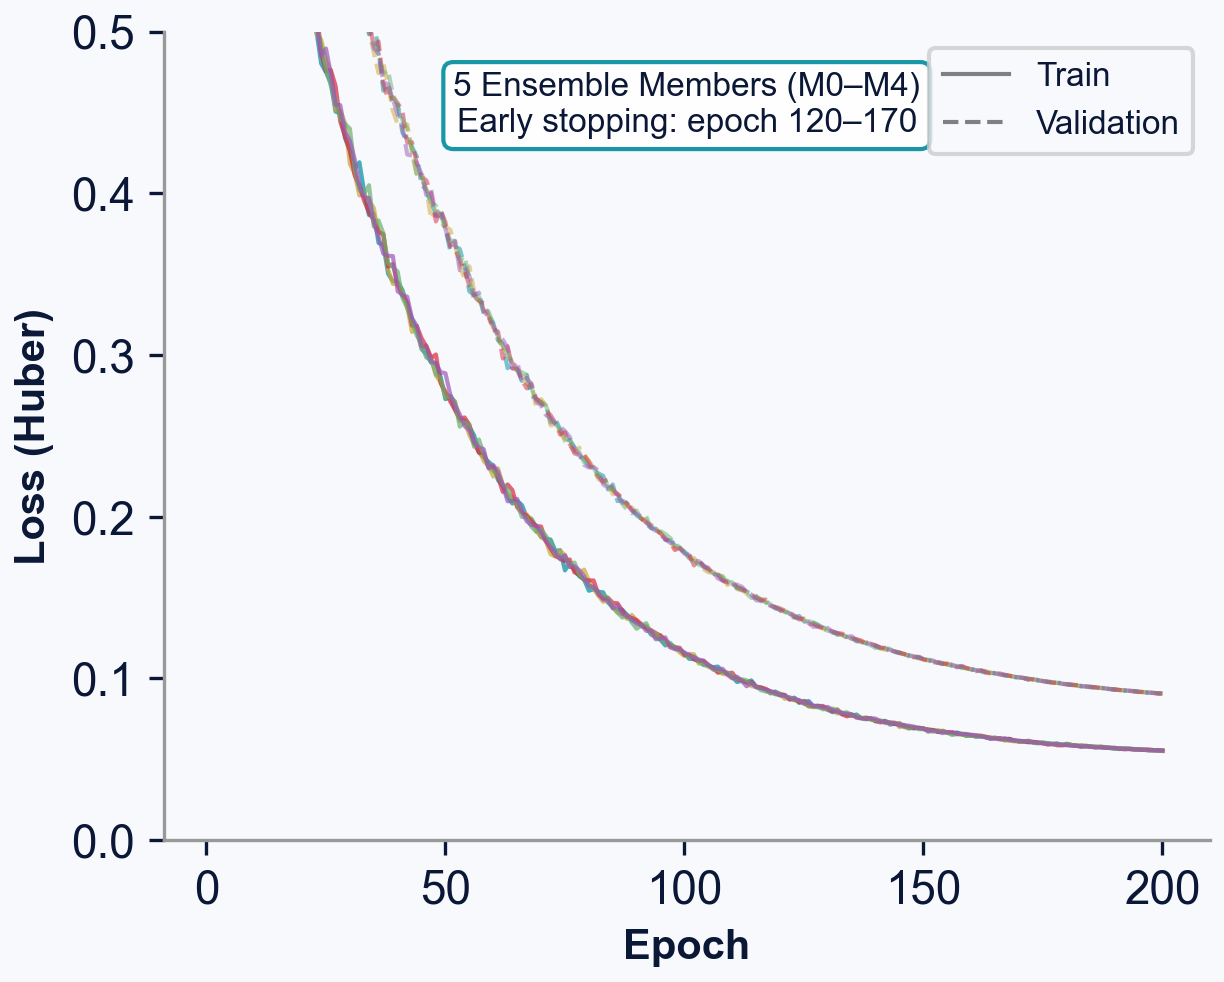 0.5
0.4
0.3
0.2
0.1
0.0
Loss (Huber)
5 Ensemble Members (M0–M4)
Early stopping: epoch 120–170
Train
Validation
0 50 100 150 200
Epoch